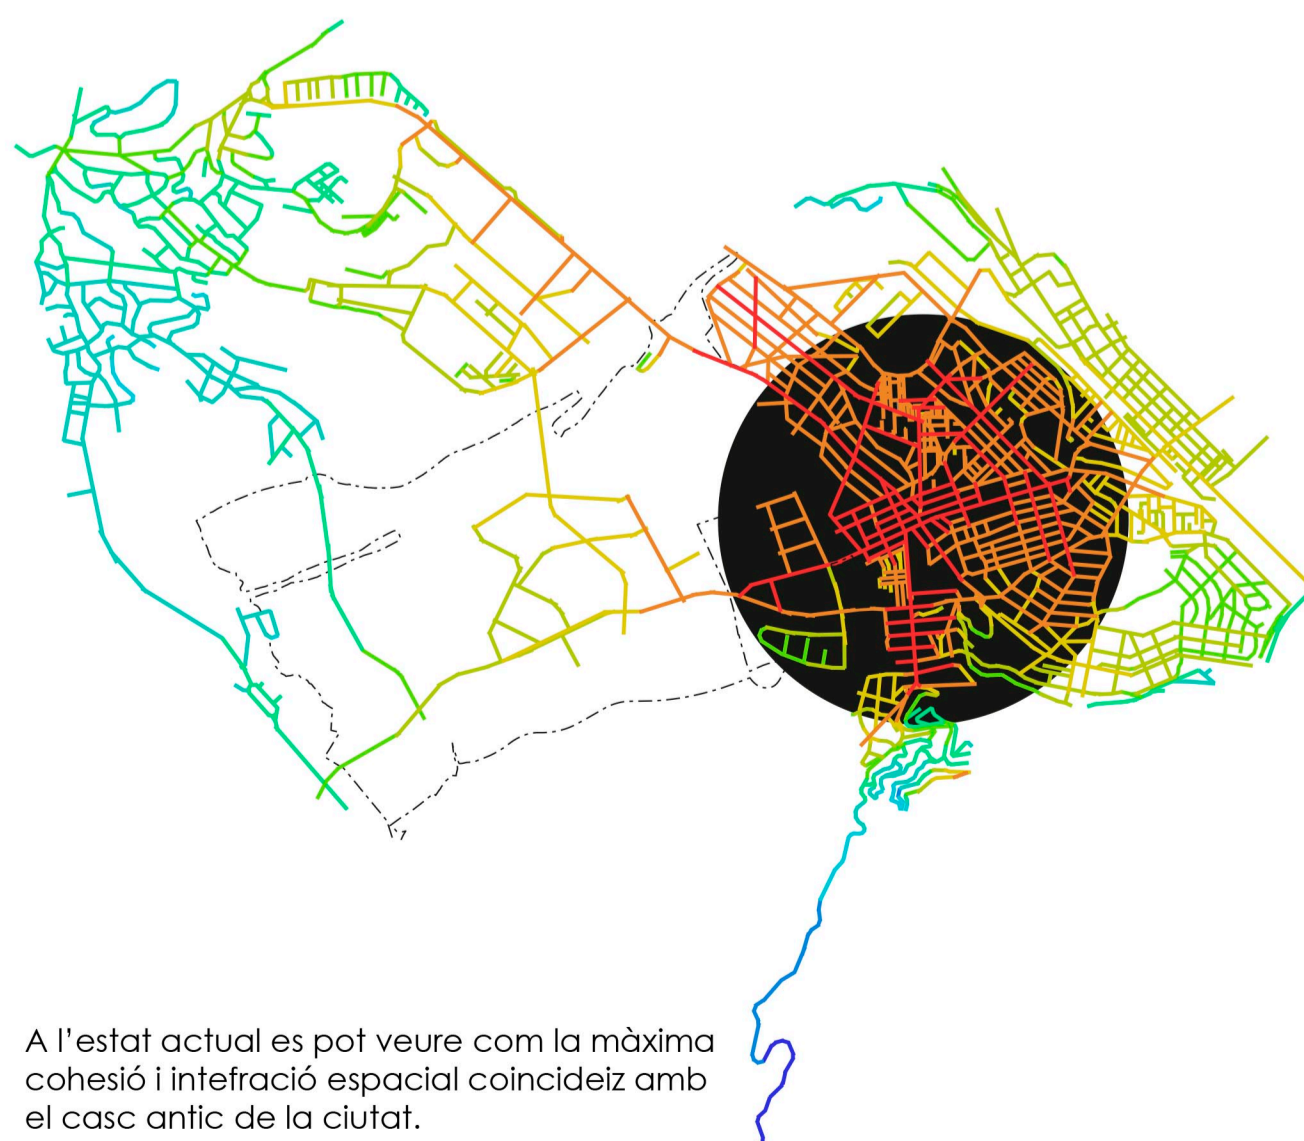 A l'estat actual es pot veure com la màxima
cohesió i intefració espacial coincideiz amb
el casc antic de la ciutat.